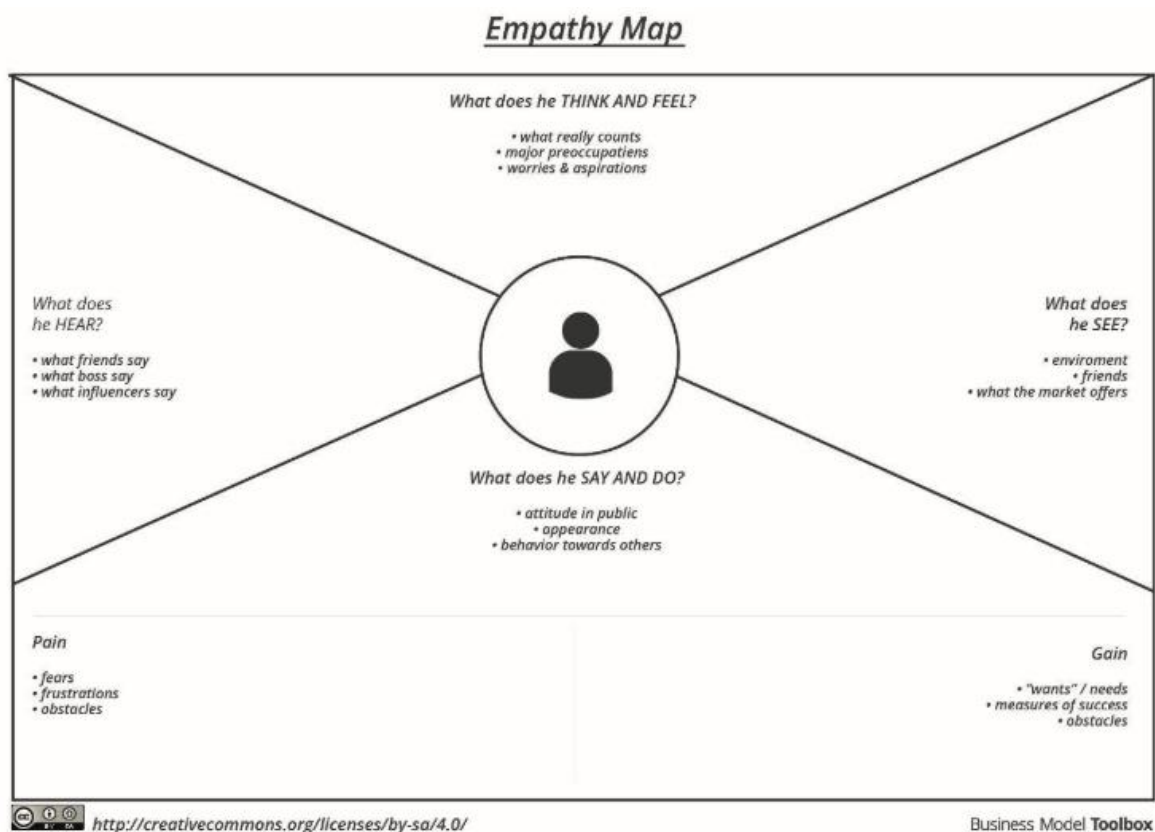 Empathy Map
What does he THINK AND FEEL?
• what really counts
• major preoccupatiens
• worries & aspirations
What does
he HEAR?
• what friends say
• what boss say
• what influencers say
What does
he SEE?
• enviroment
• friends
• what the market offers
What does he SAY AND DO?
• attitude in public
• appearance
• behavior towards others
Pain
• fears
• frustrations
• obstacles
Gain
• "wants" / needs
• measures of success
• obstacles
cc BY SA
http://creativecommons.org/licenses/by-sa/4.0/
Business Model Toolbox